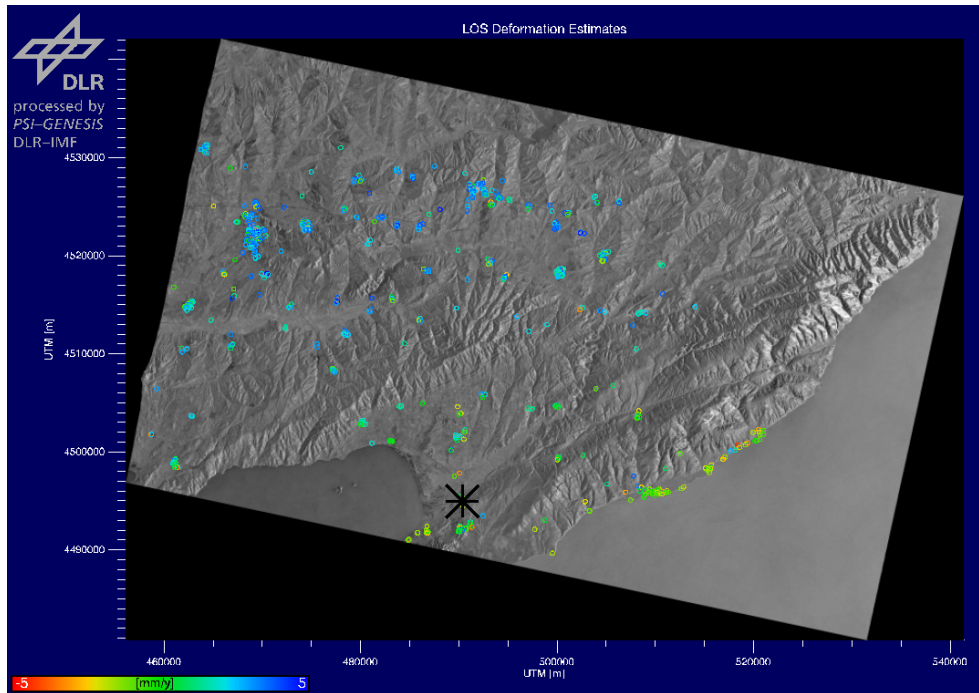 LOS Deformation Estimates
DLR
processed by
PSI-GENESIS
DLR-IMF
4530000
4520000
4510000
4500000
4490000
UTM [m]
460000
480000
500000
520000
540000
UTM [m]
-5
[mm/y]
5